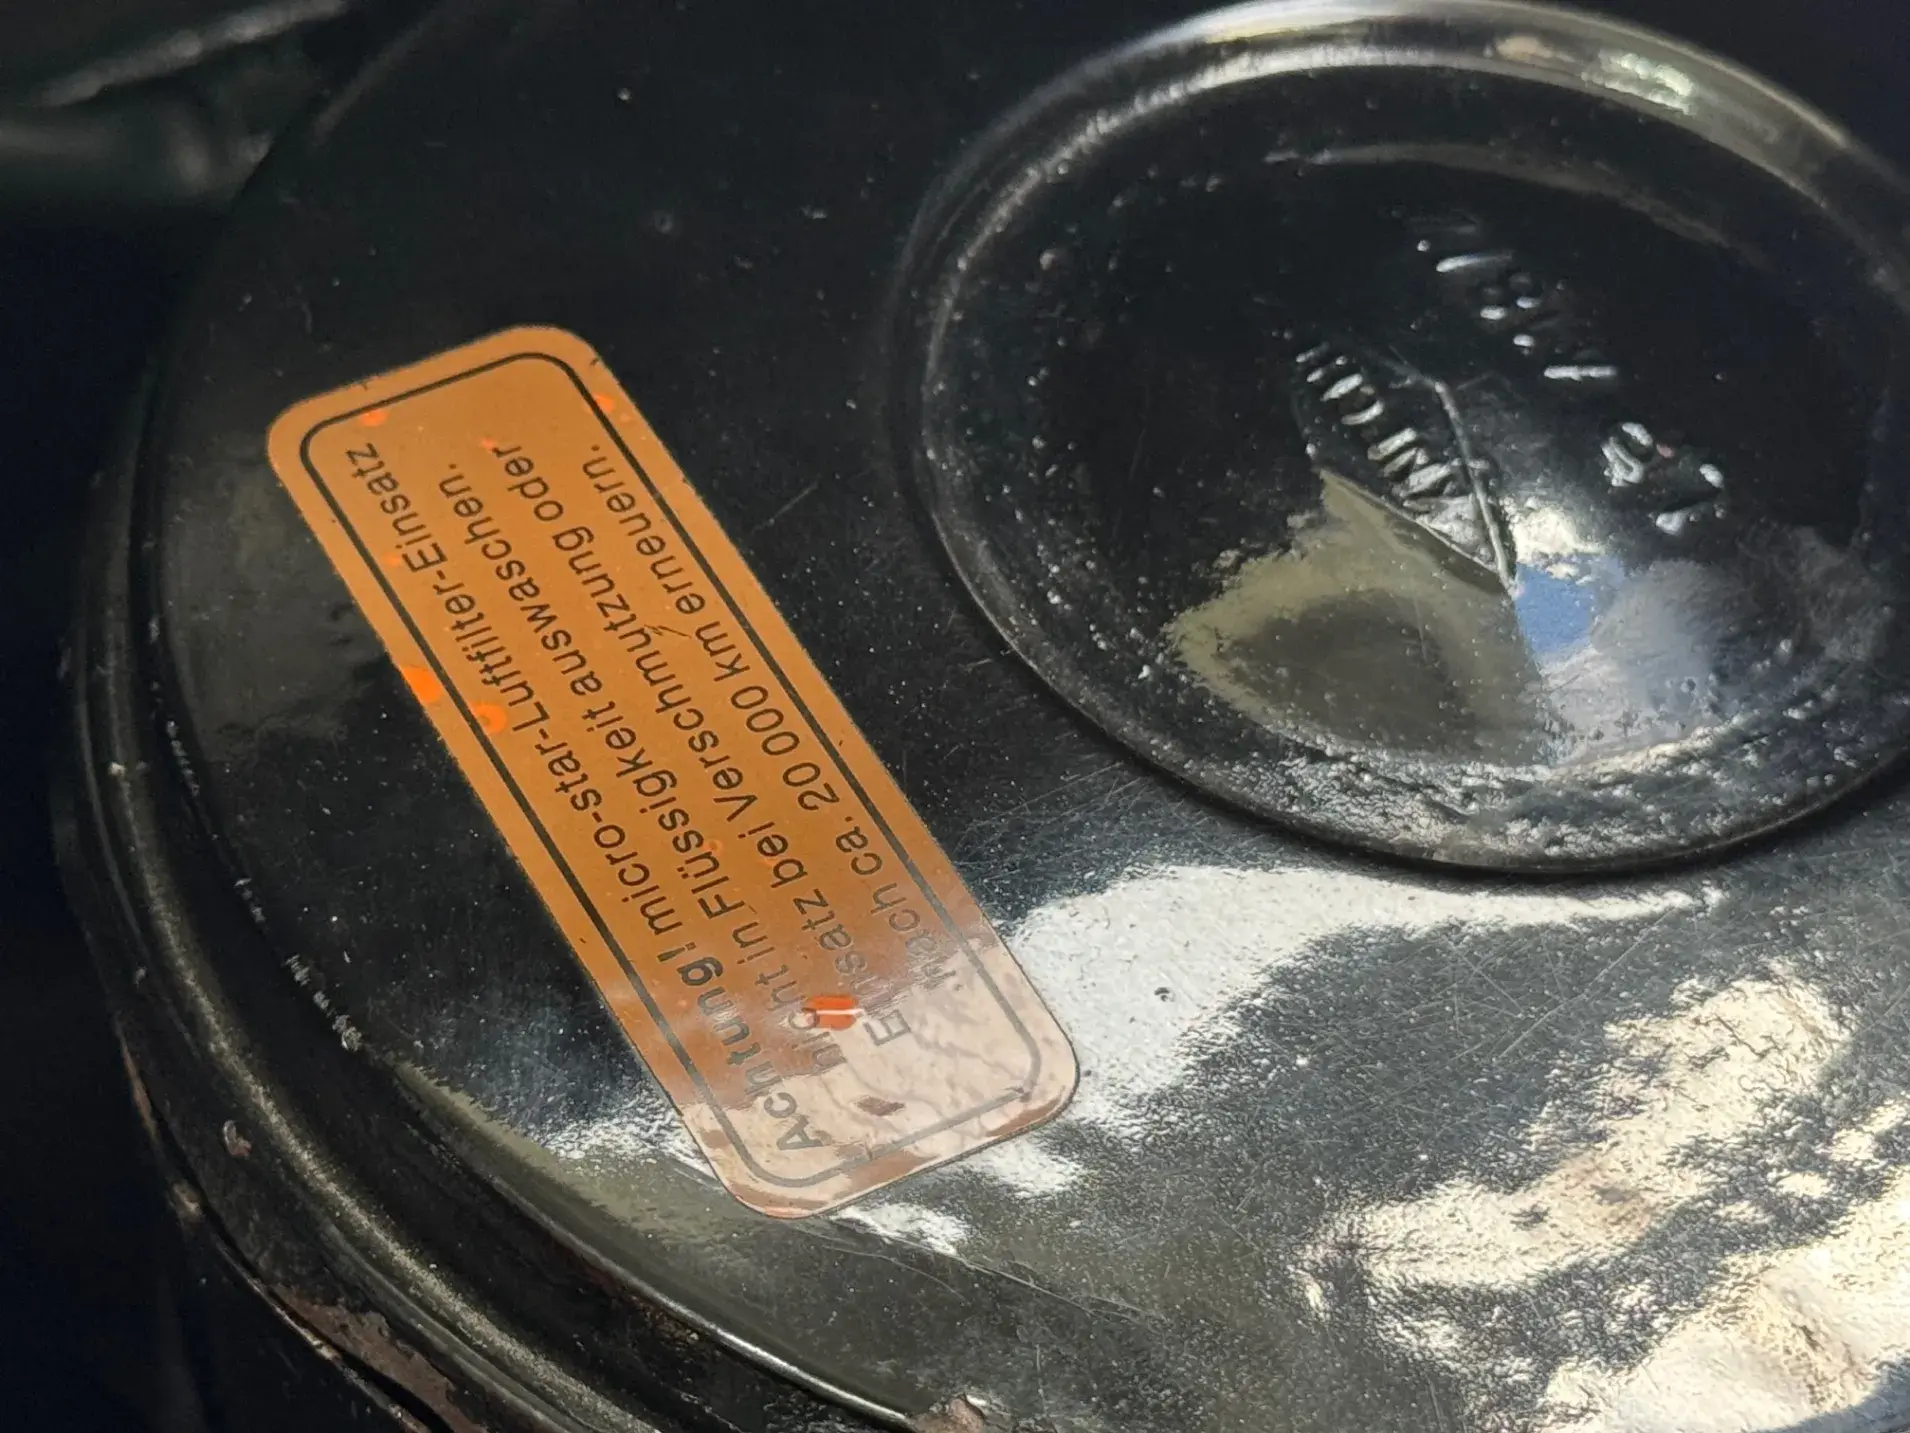 Achtung! micro-star-Luftfilter-Einsatz
nicht in Flüssigkeit auswaschen.
Einsatz bei Verschmutzung oder
nach ca. 20 000 km erneuern.